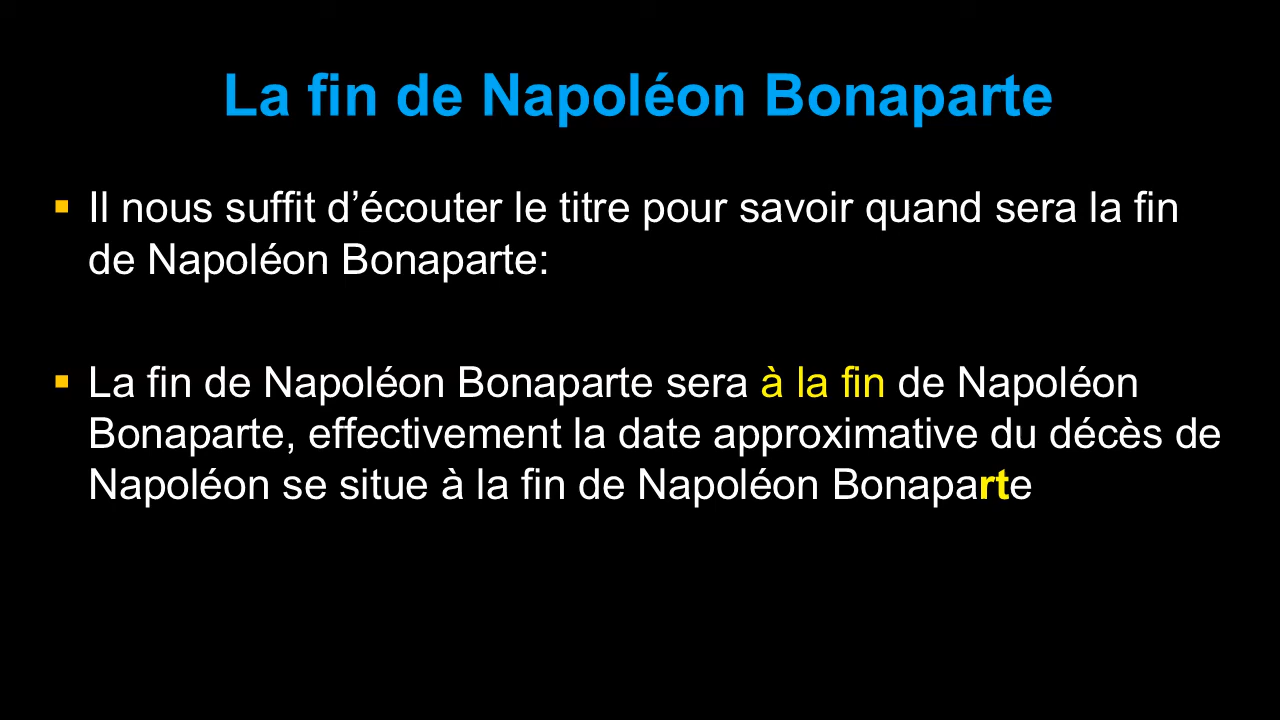 La fin de Napoléon Bonaparte
▪ Il nous suffit d’écouter le titre pour savoir quand sera la fin
de Napoléon Bonaparte:
▪ La fin de Napoléon Bonaparte sera à la fin de Napoléon
Bonaparte, effectivement la date approximative du décès de
Napoléon se situe à la fin de Napoléon Bonaparte